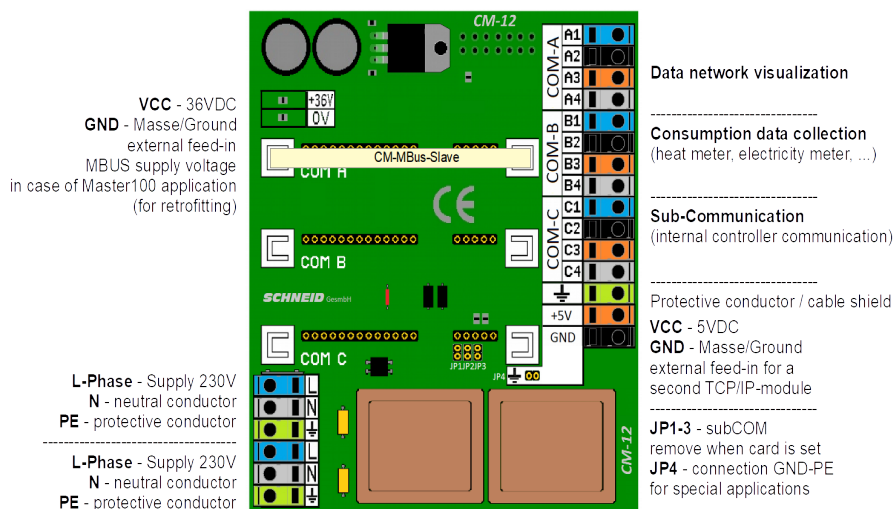 CM-12
VCC - 36VDC
GND - Masse/Ground
external feed-in
MBUS supply voltage
in case of Master100 application
(for retrofitting)
+36V
0V
CM-MBus-Slave
COM A
COM B
COM C
SCHNEID GesmbH
JP1JP2JP3
JP4
COM-A
A1
A2
A3
A4
COM-B
B1
B2
B3
B4
COM-C
C1
C2
C3
C4
+5V
GND
Data network visualization
Consumption data collection
(heat meter, electricity meter, ...)
Sub-Communication
(internal controller communication)
Protective conductor / cable shield
VCC - 5VDC
GND - Masse/Ground
external feed-in for a
second TCP/IP-module
JP1-3 - subCOM
remove when card is set
JP4 - connection GND-PE
for special applications
L-Phase - Supply 230V
N - neutral conductor
PE - protective conductor
L-Phase - Supply 230V
N - neutral conductor
PE - protective conductor
L
N
L
N
CM-12